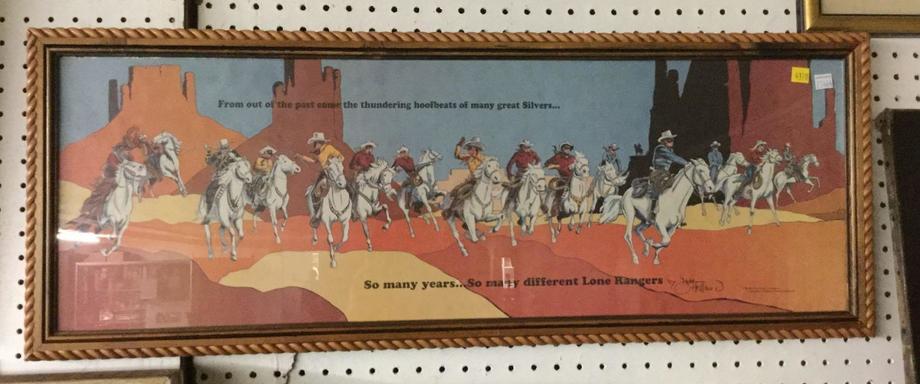 From out of the past come the thundering hoofbeats of many great Silvers...
So many years...So many different Lone Rangers